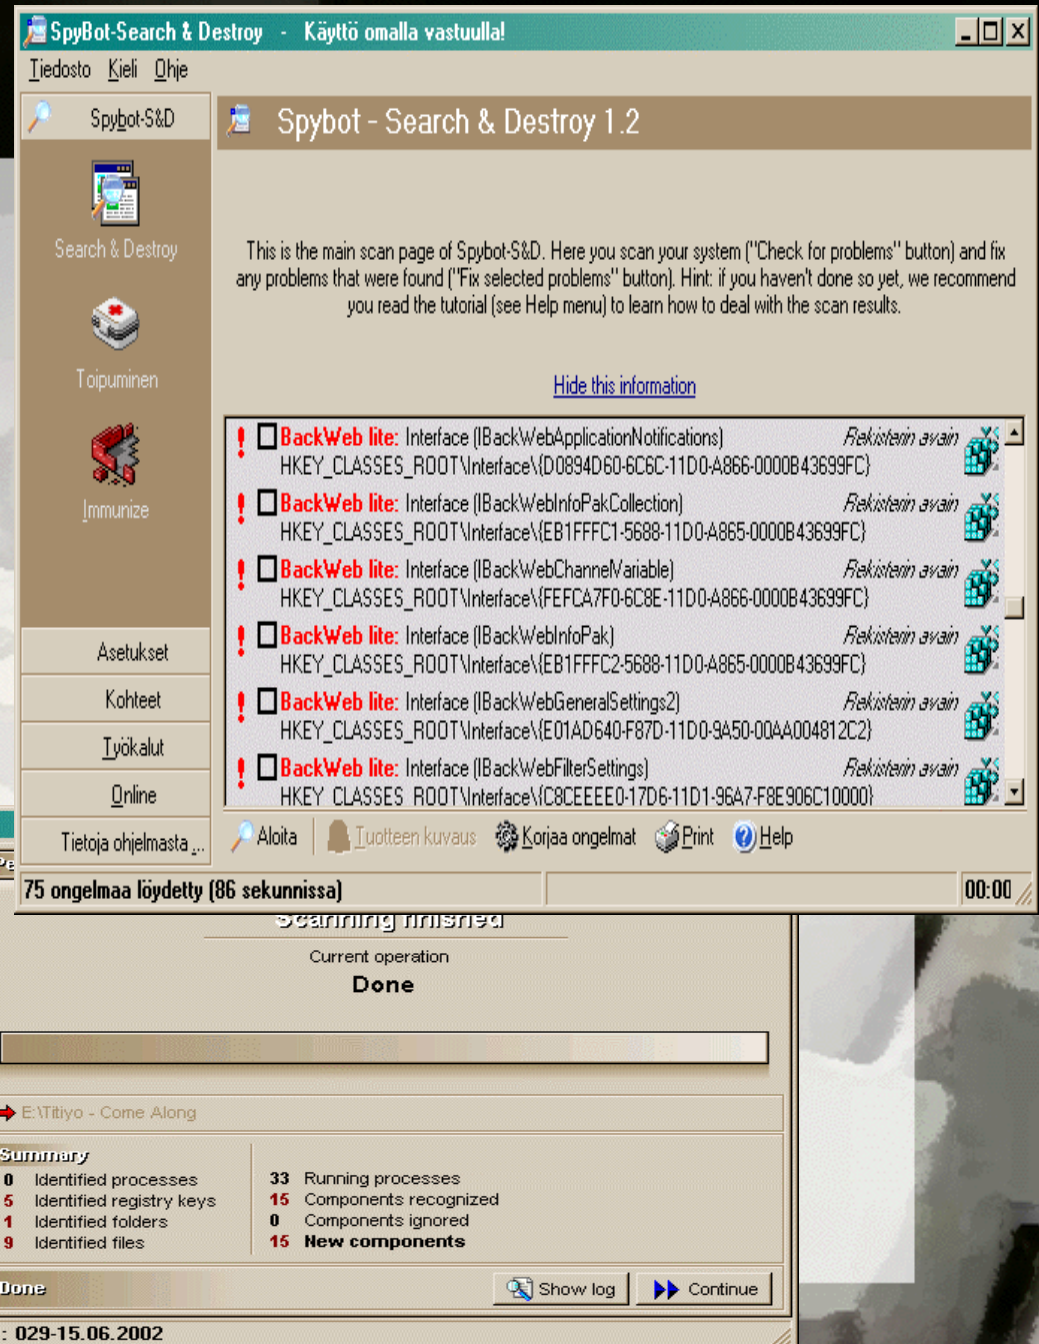 SpyBot-Search & Destroy - Käyttö omalla vastuulla!
Tiedosto Kieli Ohje
Spybot-S&D
Search & Destroy
Toipuminen
Immunize
Asetukset
Kohteet
Työkalut
Online
Tietoja ohjelmasta ...
Spybot - Search & Destroy 1.2
This is the main scan page of Spybot-S&D. Here you scan your system ("Check for problems" button) and fix
any problems that were found ("Fix selected problems" button). Hint: if you haven't done so yet, we recommend
you read the tutorial (see Help menu) to learn how to deal with the scan results.
Hide this information
BackWeb lite: Interface (IBackWebApplicationNotifications) Rekisterin avain
HKEY_CLASSES_ROOT\Interface\{D0894D60-6C6C-11D0-A866-0000B43699FC}
BackWeb lite: Interface (IBackWebInfoPakCollection) Rekisterin avain
HKEY_CLASSES_ROOT\Interface\{EB1FFFC1-5688-11D0-A865-0000B43699FC}
BackWeb lite: Interface (IBackWebChannelVariable) Rekisterin avain
HKEY_CLASSES_ROOT\Interface\{FEFCA7F0-6C8E-11D0-A866-0000B43699FC}
BackWeb lite: Interface (IBackWebInfoPak) Rekisterin avain
HKEY_CLASSES_ROOT\Interface\{EB1FFFC2-5688-11D0-A865-0000B43699FC}
BackWeb lite: Interface (IBackWebGeneralSettings2) Rekisterin avain
HKEY_CLASSES_ROOT\Interface\{E01AD640-F87D-11D0-9A50-00AA004812C2}
BackWeb lite: Interface (IBackWebFilterSettings) Rekisterin avain
HKEY_CLASSES_ROOT\Interface\{C8CEEEE0-17D6-11D1-96A7-F8E906C10000}
Aloita Tuotteen kuvaus Korjaa ongelmat Print Help
75 ongelmaa löydetty (86 sekunnissa) 00:00
Scanning finished
Current operation
Done
E:\Titiyo - Come Along
Summary
0 Identified processes
5 Identified registry keys
1 Identified folders
9 Identified files
33 Running processes
15 Components recognized
0 Components ignored
15 New components
Done
Show log Continue
: 029-15.06.2002